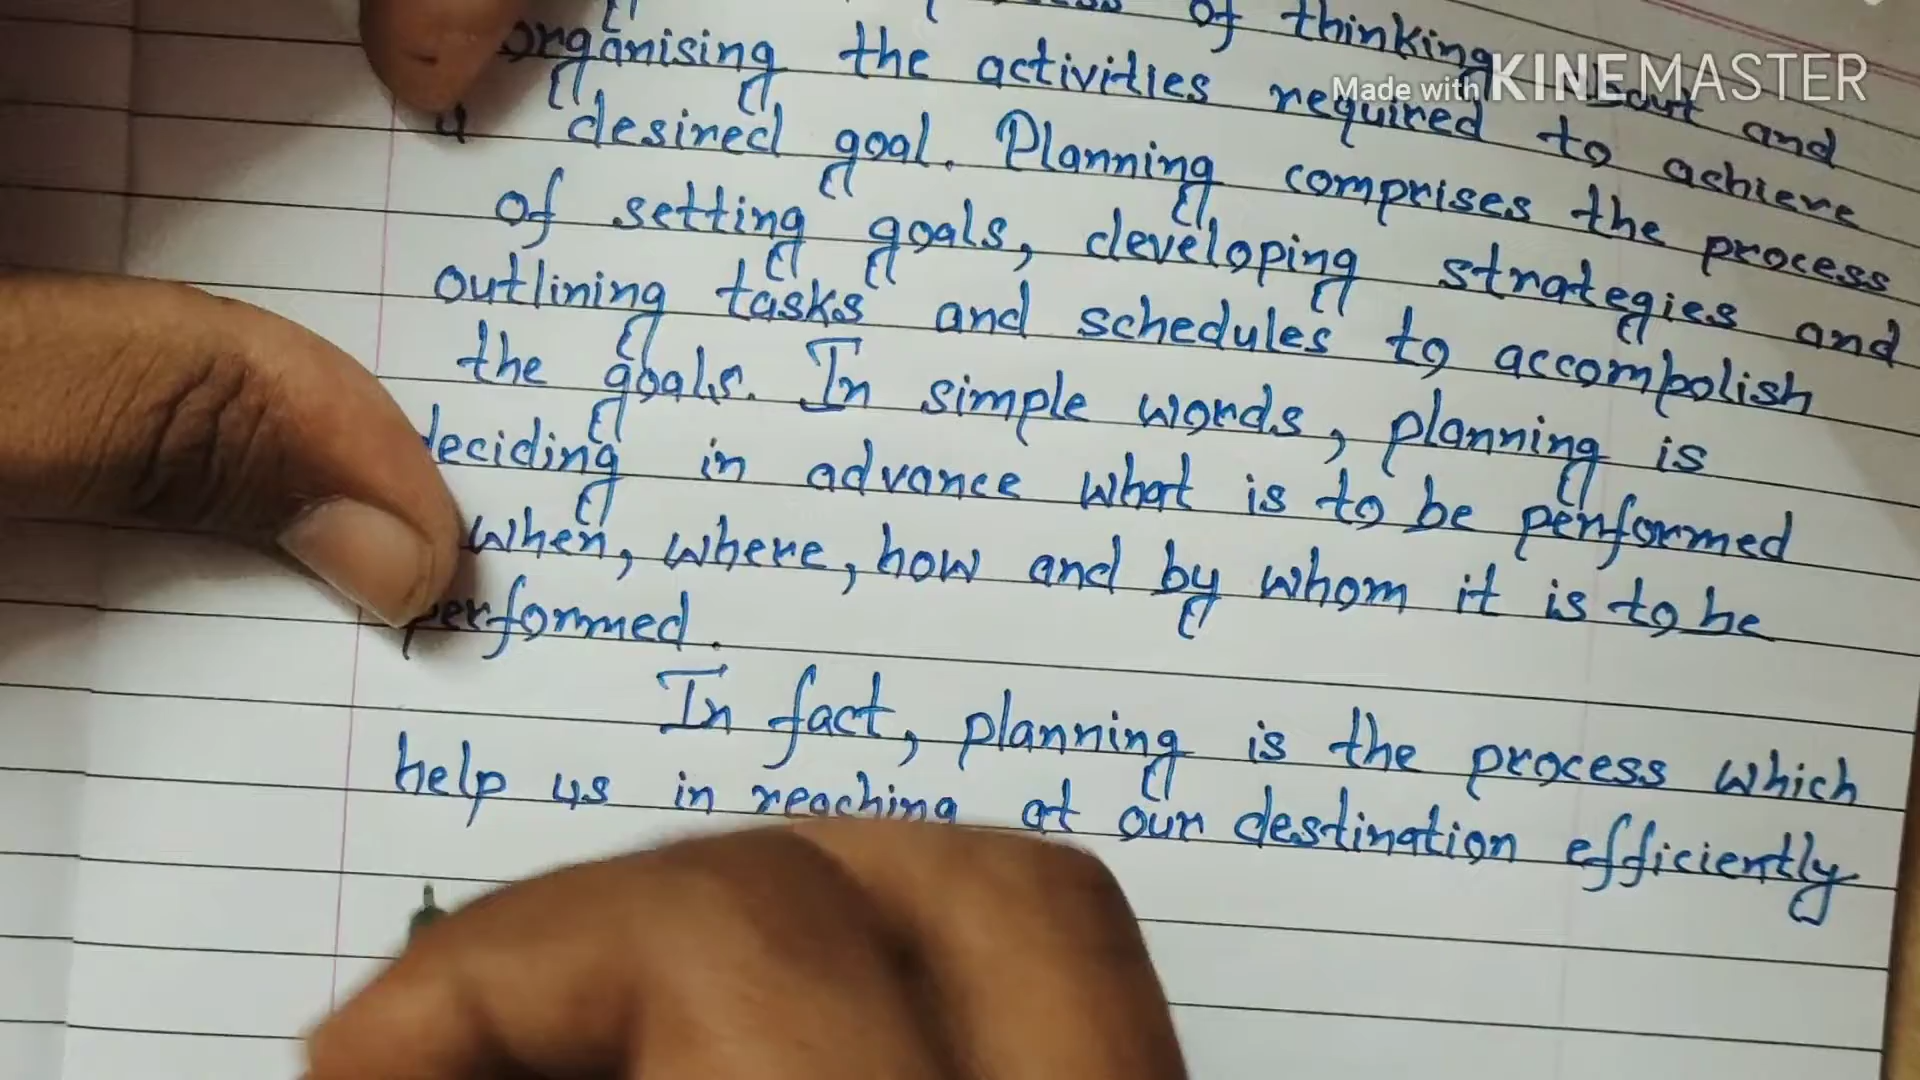 of thinking about and
organising the activities required to achieve
a desired goal. Planning comprises the process
of setting goals, developing strategies and
outlining tasks and schedules to accompolish
the goals. In simple words, planning is
deciding in advance what is to be performed
when, where, how and by whom it is to be
performed.
In fact, planning is the process which
help us in reaching at our destination efficiently
Made with KINEMASTER